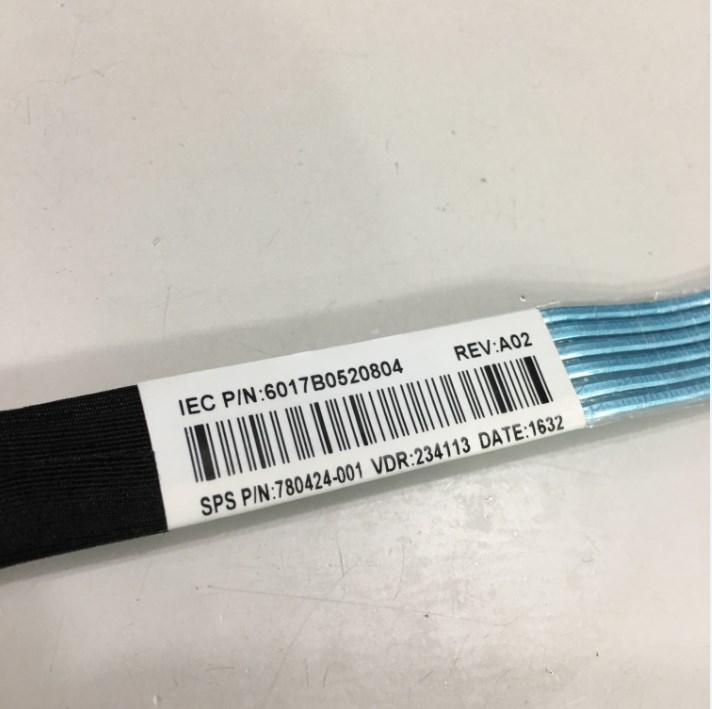 IEC P/N:6017B0520804 REV:A02
SPS P/N:780424-001 VDR:234113 DATE:1632